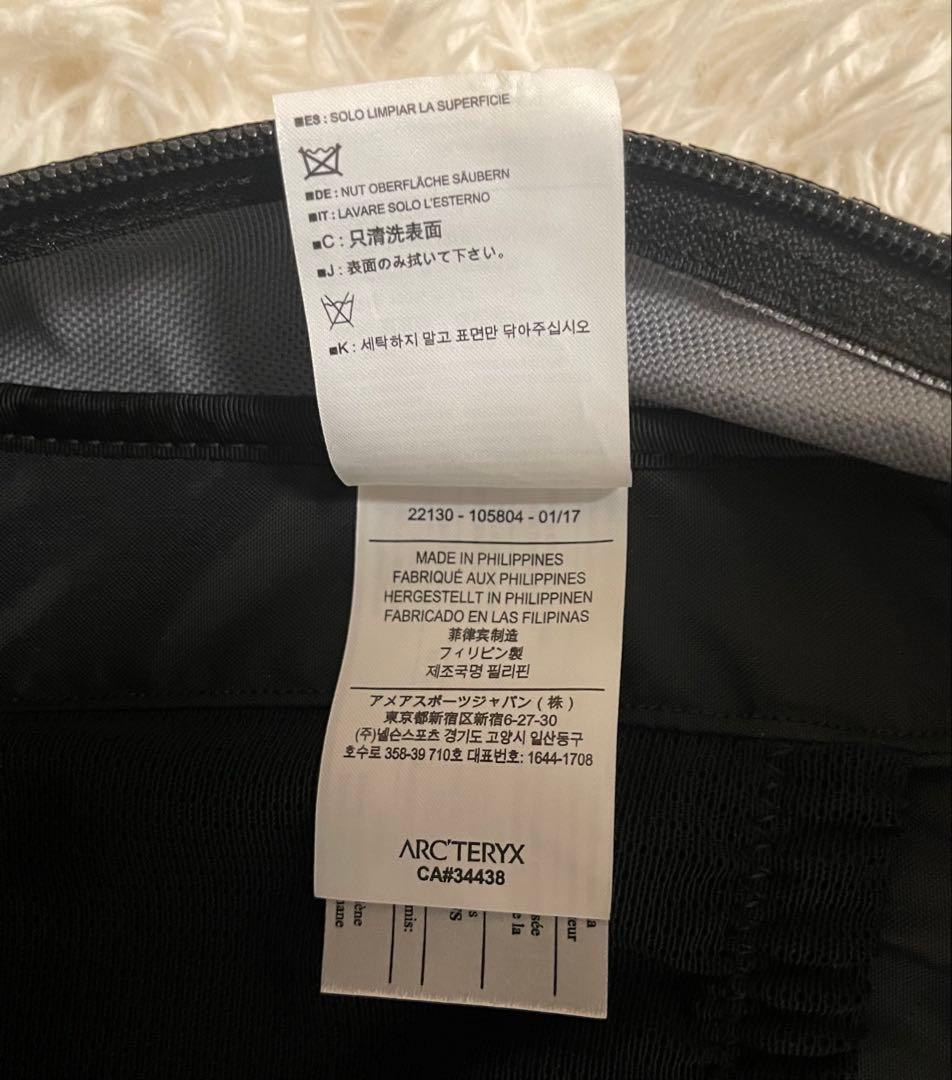 ■ES : SOLO LIMPIAR LA SUPERFICIE
■DE : NUT OBERFLÄCHE SÄUBERN
■IT : LAVARE SOLO L'ESTERNO
■C : 只清洗表面
■J : 表面のみ拭いて下さい。
■K : 세탁하지 말고 표면만 닦아주십시오
22130 - 105804 - 01/17
MADE IN PHILIPPINES
FABRIQUÉ AUX PHILIPPINES
HERGESTELLT IN PHILIPPINEN
FABRICADO EN LAS FILIPINAS
菲律宾制造
フィリピン製
제조국명 필리핀
アメアスポーツジャパン ( 株 )
東京都新宿区新宿6-27-30
(주)넬슨스포츠 경기도 고양시 일산동구
호수로 358-39 710호 대표번호: 1644-1708
ARC'TERYX
CA#34438